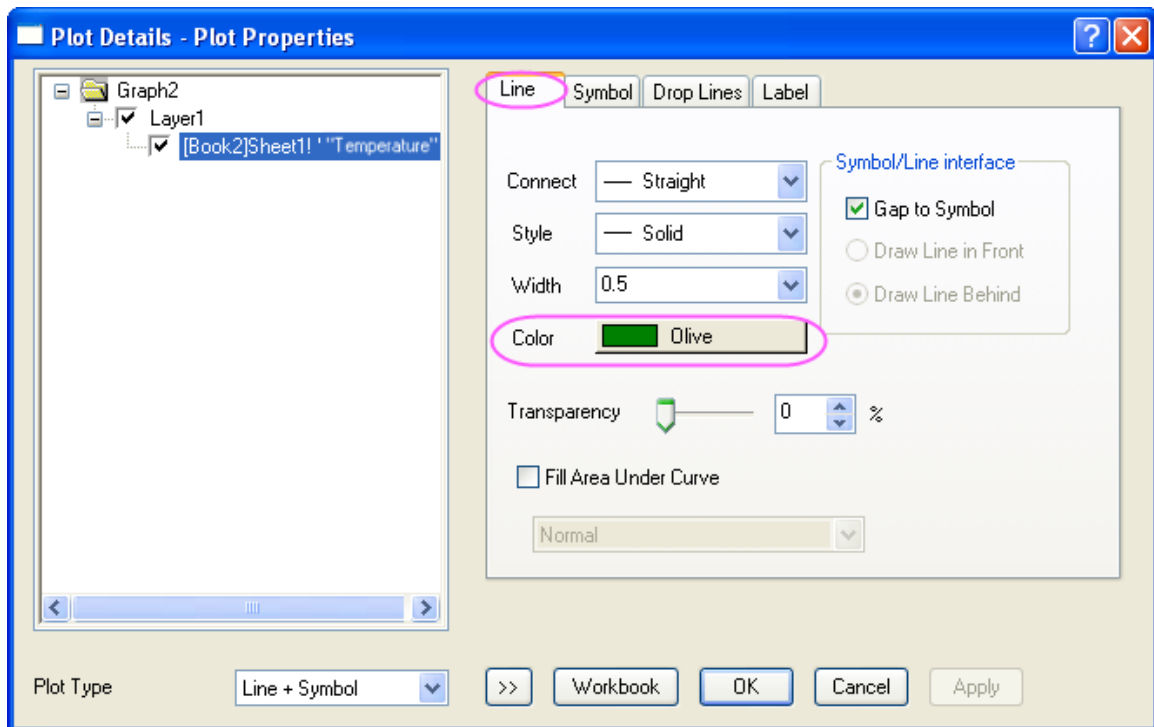 Plot Details - Plot Properties
Graph2
Layer1
[Book2]Sheet1! ' "Temperature"
Line
Symbol
Drop Lines
Label
Connect
Straight
Style
Solid
Width
0.5
Color
Olive
Symbol/Line interface
Gap to Symbol
Draw Line in Front
Draw Line Behind
Transparency
0
%
Fill Area Under Curve
Normal
Plot Type
Line + Symbol
>>
Workbook
OK
Cancel
Apply